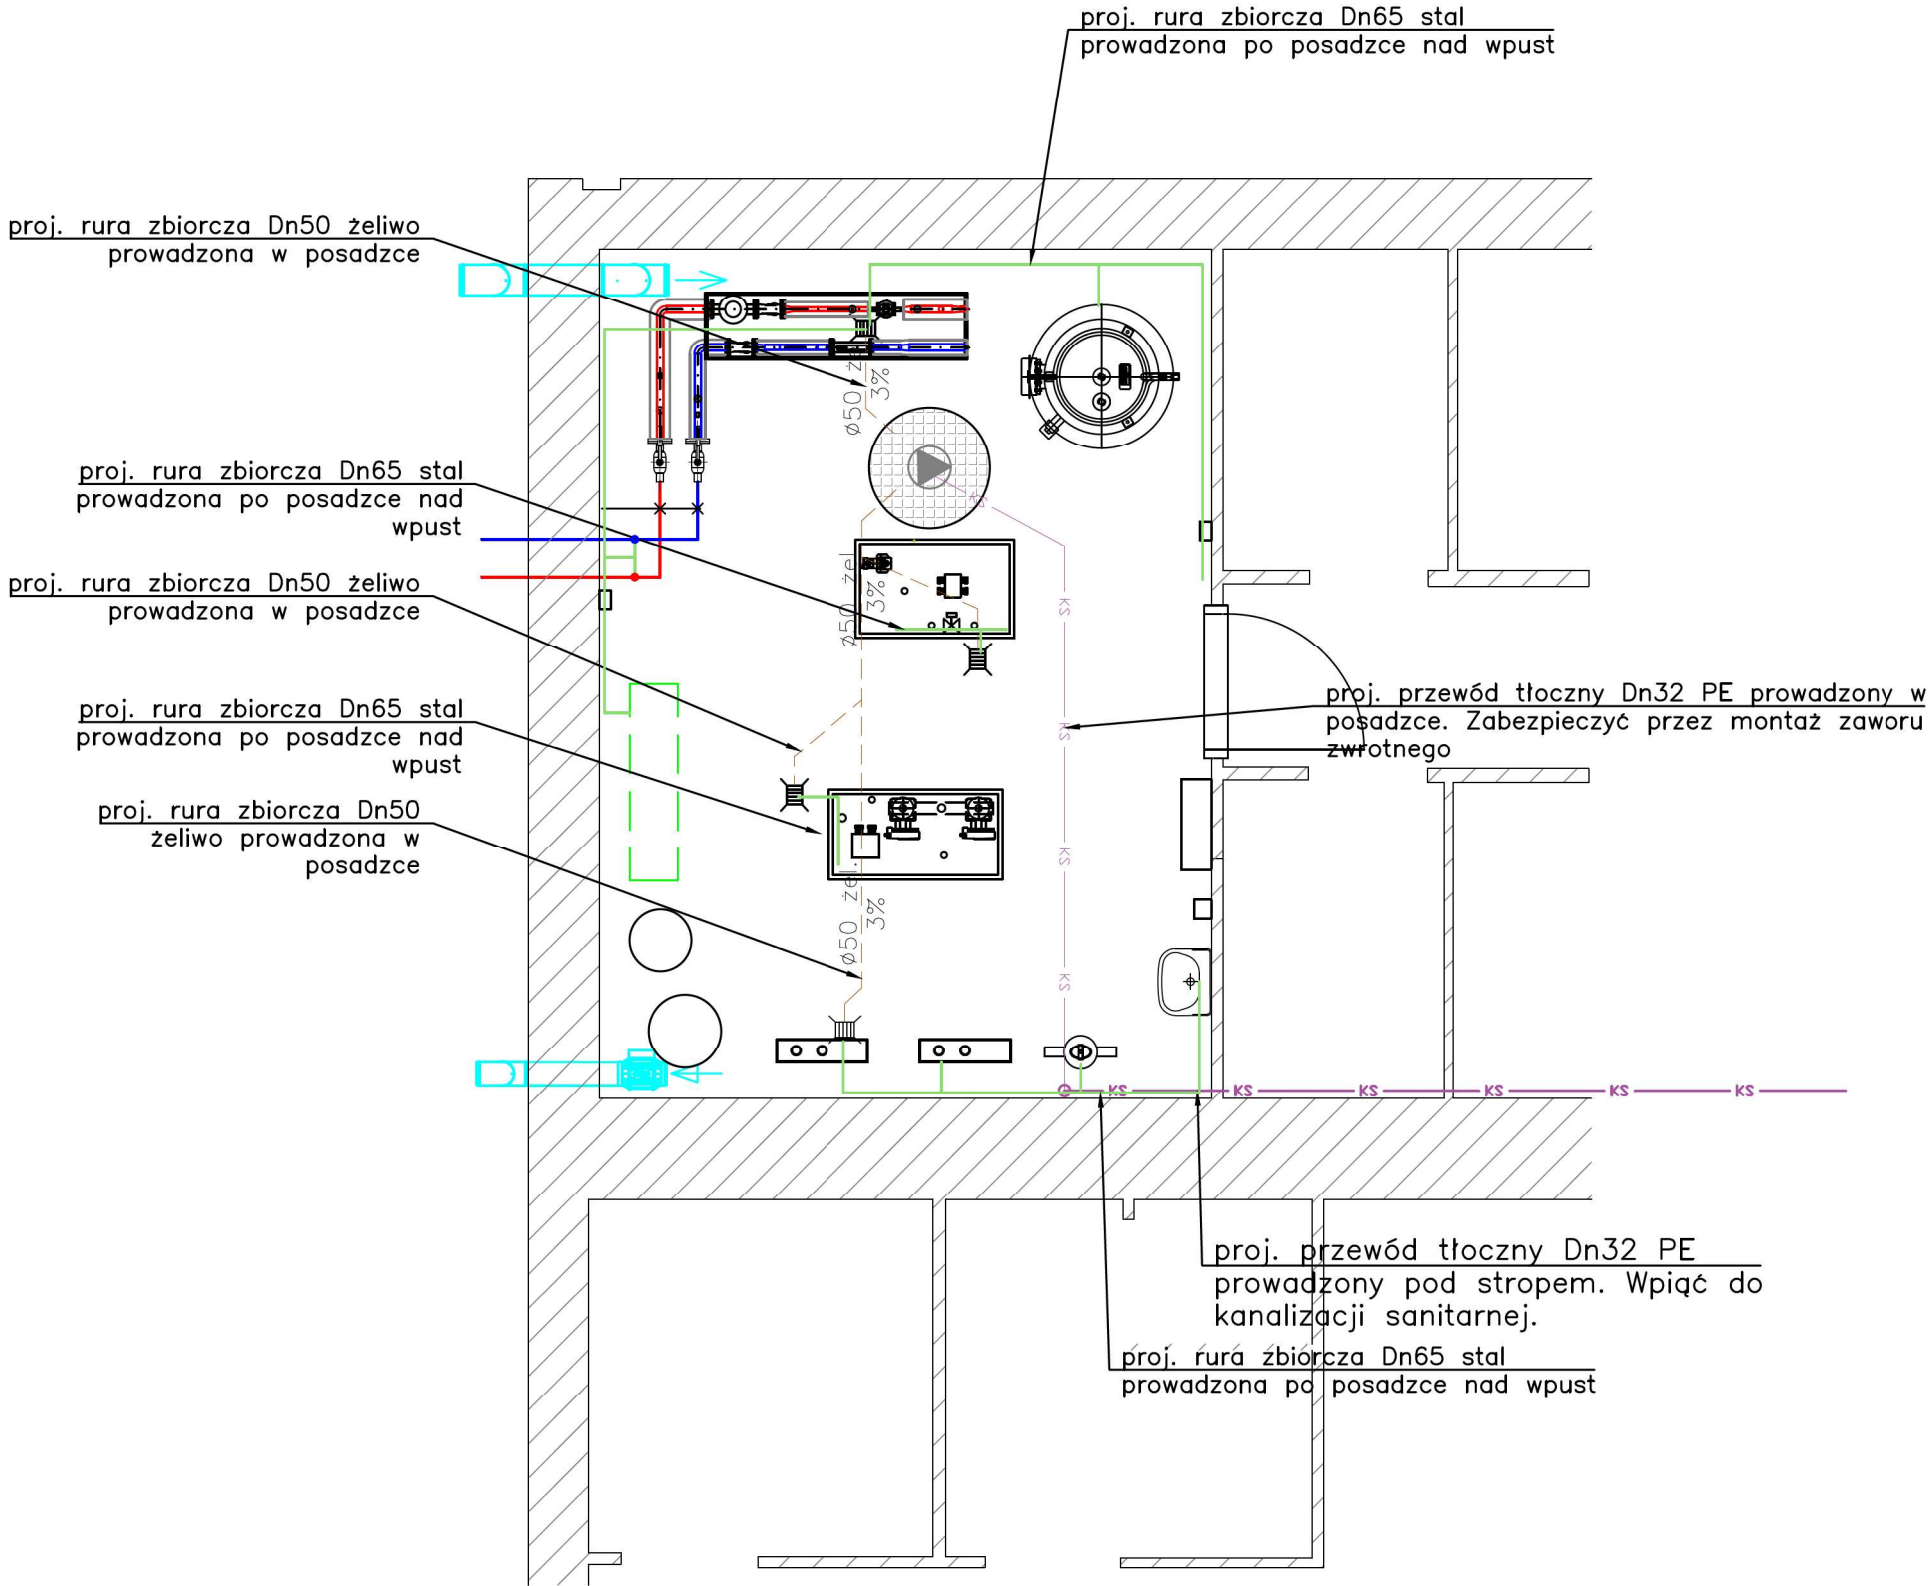 proj. rura zbiorcza Dn65 stal
prowadzona po posadzce nad wpust
proj. rura zbiorcza Dn50 żeliwo
prowadzona w posadzce
proj. rura zbiorcza Dn65 stal
prowadzona po posadzce nad
wpust
proj. rura zbiorcza Dn50 żeliwo
prowadzona w posadzce
proj. rura zbiorcza Dn65 stal
prowadzona po posadzce nad
wpust
proj. rura zbiorcza Dn50
żeliwo prowadzona w
posadzce
ø50 żel
3%
ø50 żel
3%
ø50 żel.
3%
KS
KS
KS
KS
KS
proj. przewód tłoczny Dn32 PE prowadzony w
posadzce. Zabezpieczyć przez montaż zaworu
zwrotnego
KS
KS
KS
KS
KS
KS
proj. przewód tłoczny Dn32 PE
prowadzony pod stropem. Wpiąć do
kanalizacji sanitarnej.
proj. rura zbiorcza Dn65 stal
prowadzona po posadzce nad wpust